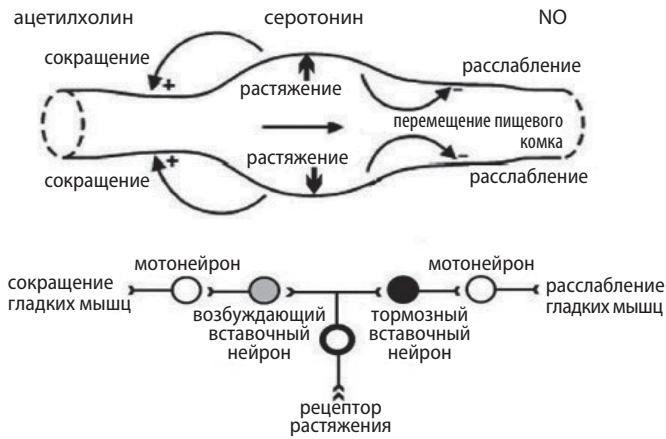 ацетилхолин
серотонин
NO
сокращение
+
растяжение
расслабление
–
перемещение пищевого
комка
растяжение
+
–
сокращение
расслабление
мотонейрон
мотонейрон
сокращение
гладких мышц
расслабление
гладких мышц
возбуждающий
вставочный
нейрон
тормозный
вставочный
нейрон
рецептор
растяжения